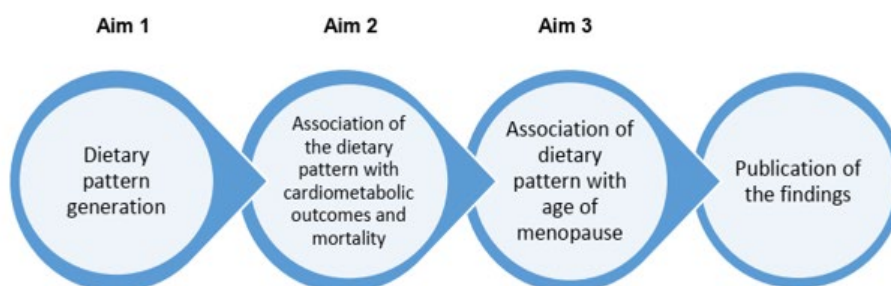 Aim 1
Aim 2
Aim 3
Dietary
pattern
generation
Association of
the dietary
pattern with
cardiometabolic
outcomes and
mortality
Association of
dietary
pattern with
age of
menopause
Publication of
the findings